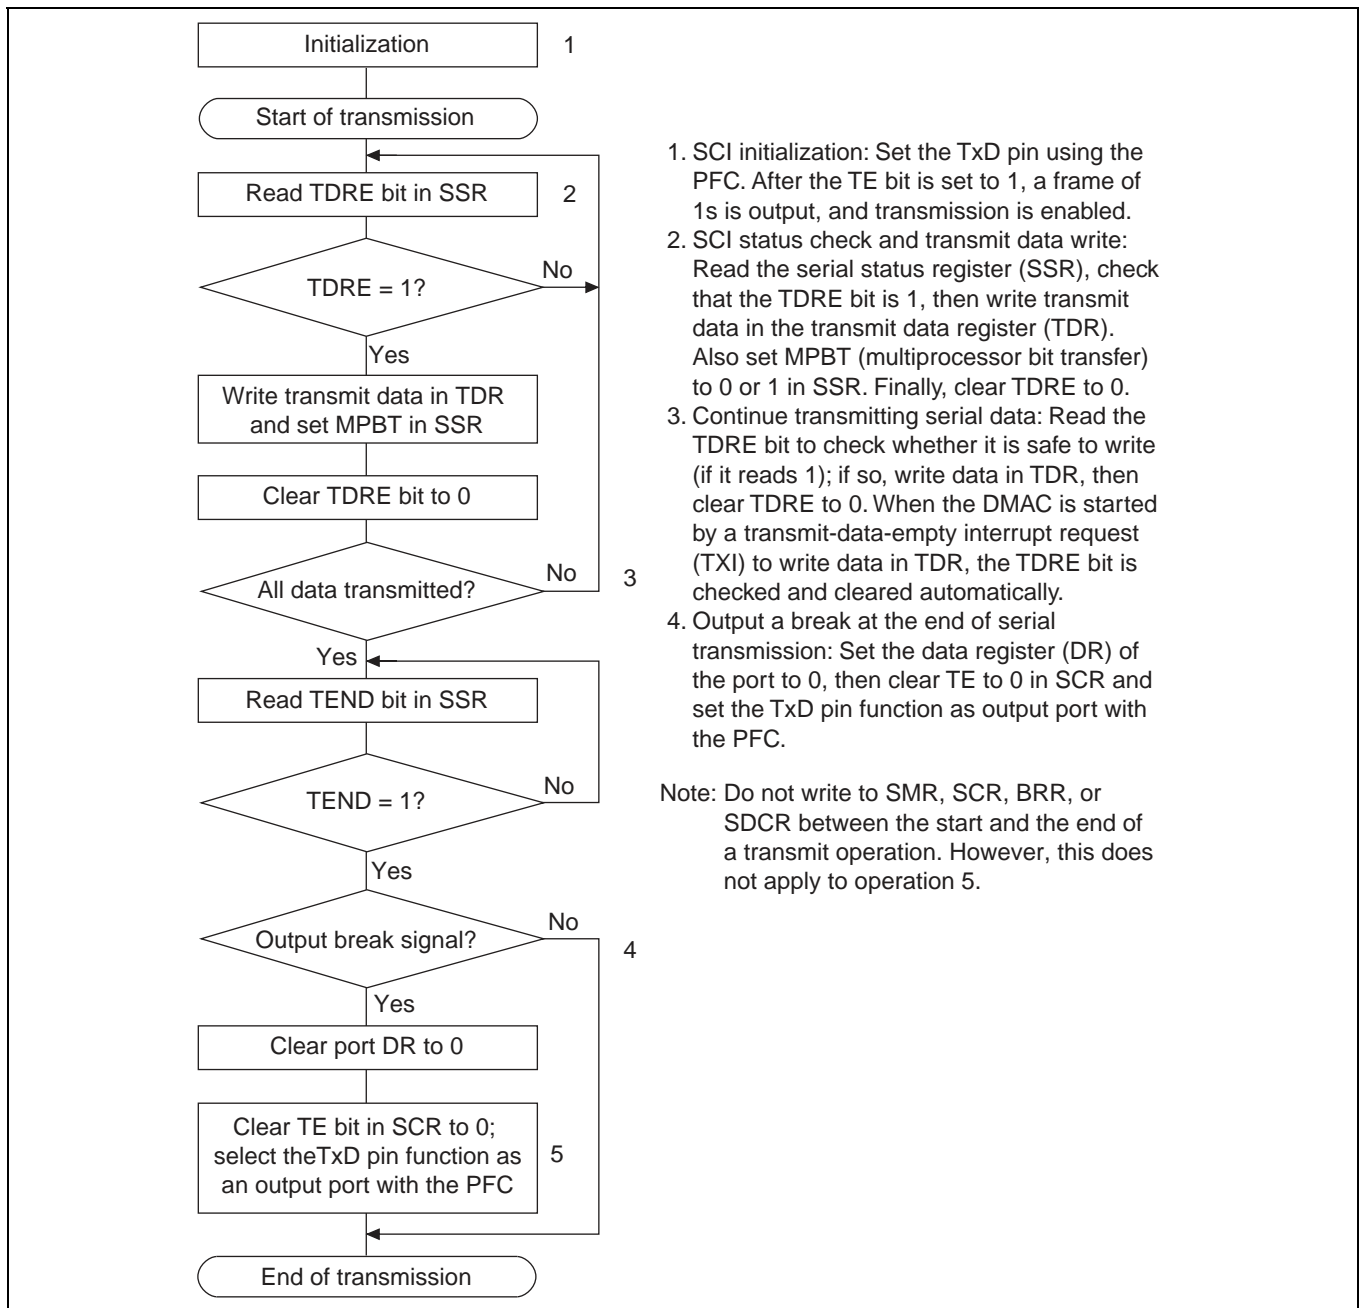 Initialization
1
Start of transmission
Read TDRE bit in SSR
2
TDRE = 1?
No
Yes
Write transmit data in TDR
and set MPBT in SSR
Clear TDRE bit to 0
All data transmitted?
No
3
Yes
Read TEND bit in SSR
TEND = 1?
No
Yes
Output break signal?
No
4
Yes
Clear port DR to 0
Clear TE bit in SCR to 0;
select theTxD pin function as
an output port with the PFC
5
End of transmission
1. SCI initialization: Set the TxD pin using the
PFC. After the TE bit is set to 1, a frame of
1s is output, and transmission is enabled.
2. SCI status check and transmit data write:
Read the serial status register (SSR), check
that the TDRE bit is 1, then write transmit
data in the transmit data register (TDR).
Also set MPBT (multiprocessor bit transfer)
to 0 or 1 in SSR. Finally, clear TDRE to 0.
3. Continue transmitting serial data: Read the
TDRE bit to check whether it is safe to write
(if it reads 1); if so, write data in TDR, then
clear TDRE to 0. When the DMAC is started
by a transmit-data-empty interrupt request
(TXI) to write data in TDR, the TDRE bit is
checked and cleared automatically.
4. Output a break at the end of serial
transmission: Set the data register (DR) of
the port to 0, then clear TE to 0 in SCR and
set the TxD pin function as output port with
the PFC.
Note: Do not write to SMR, SCR, BRR, or
SDCR between the start and the end of
a transmit operation. However, this does
not apply to operation 5.